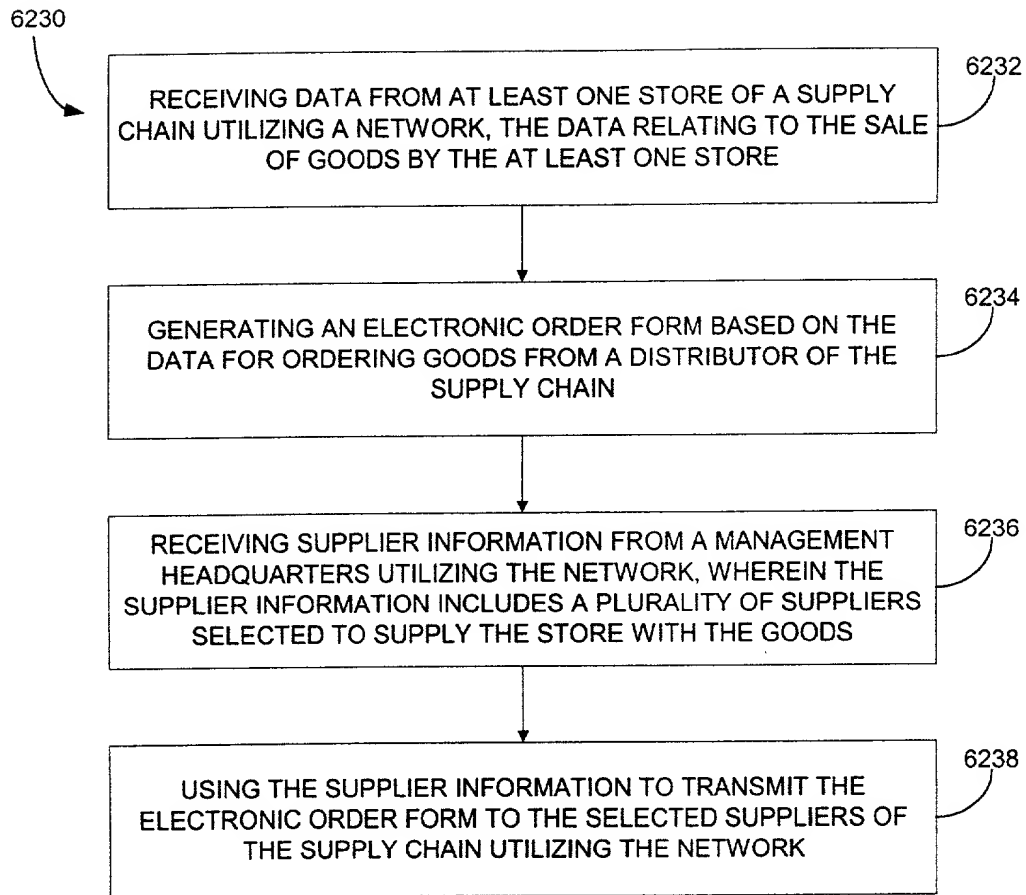 6230
6232
RECEIVING DATA FROM AT LEAST ONE STORE OF A SUPPLY
CHAIN UTILIZING A NETWORK, THE DATA RELATING TO THE SALE
OF GOODS BY THE AT LEAST ONE STORE
6234
GENERATING AN ELECTRONIC ORDER FORM BASED ON THE
DATA FOR ORDERING GOODS FROM A DISTRIBUTOR OF THE
SUPPLY CHAIN
6236
RECEIVING SUPPLIER INFORMATION FROM A MANAGEMENT
HEADQUARTERS UTILIZING THE NETWORK, WHEREIN THE
SUPPLIER INFORMATION INCLUDES A PLURALITY OF SUPPLIERS
SELECTED TO SUPPLY THE STORE WITH THE GOODS
6238
USING THE SUPPLIER INFORMATION TO TRANSMIT THE
ELECTRONIC ORDER FORM TO THE SELECTED SUPPLIERS OF
THE SUPPLY CHAIN UTILIZING THE NETWORK